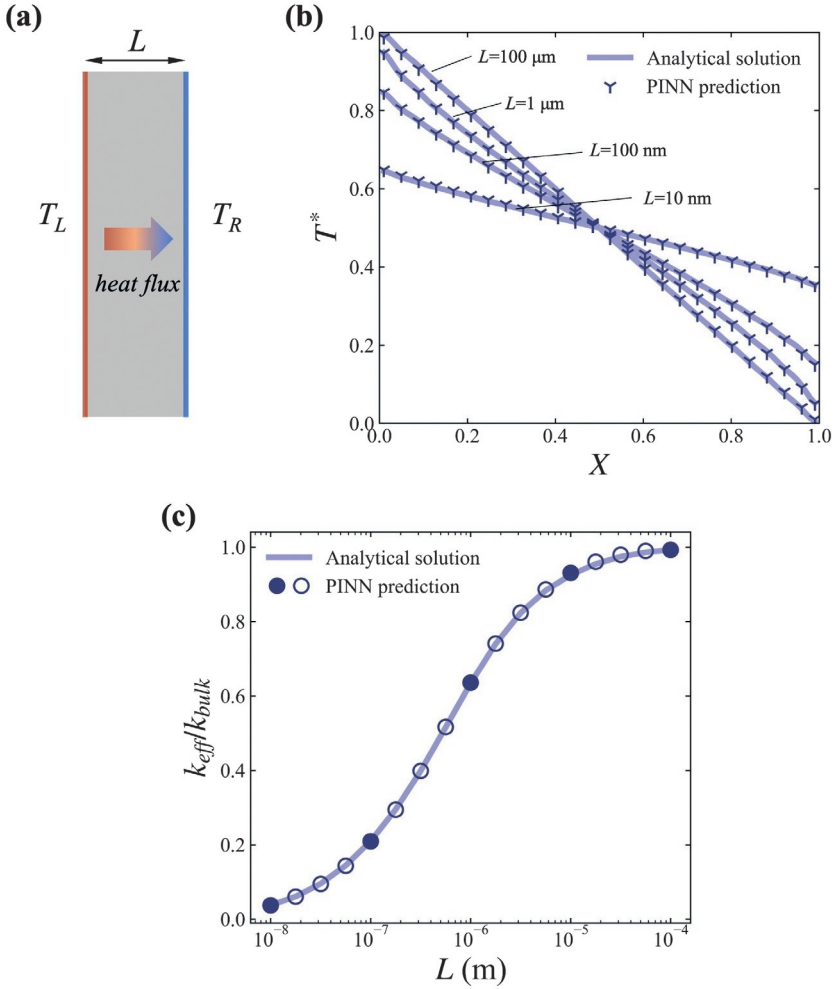 (a)
L
T_L
T_R
heat flux
(b)
1.0
0.8
0.6
0.4
0.2
0.0
T*
L=100 μm
L=1 μm
L=100 nm
L=10 nm
Analytical solution
PINN prediction
0.0 0.2 0.4 0.6 0.8 1.0
X
(c)
1.0
0.8
0.6
0.4
0.2
0.0
k_eff/k_bulk
Analytical solution
PINN prediction
10⁻⁸ 10⁻⁷ 10⁻⁶ 10⁻⁵ 10⁻⁴
L (m)